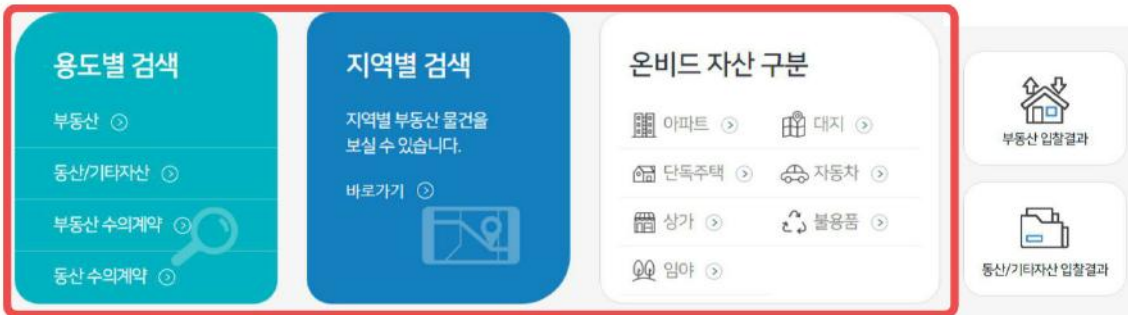 용도별 검색
부동산
동산/기타자산
부동산 수의계약
동산 수의계약
지역별 검색
지역별 부동산 물건을
보실 수 있습니다.
바로가기
온비드 자산 구분
아파트
대지
단독주택
자동차
상가
불용품
임야
부동산 입찰결과
동산/기타자산 입찰결과